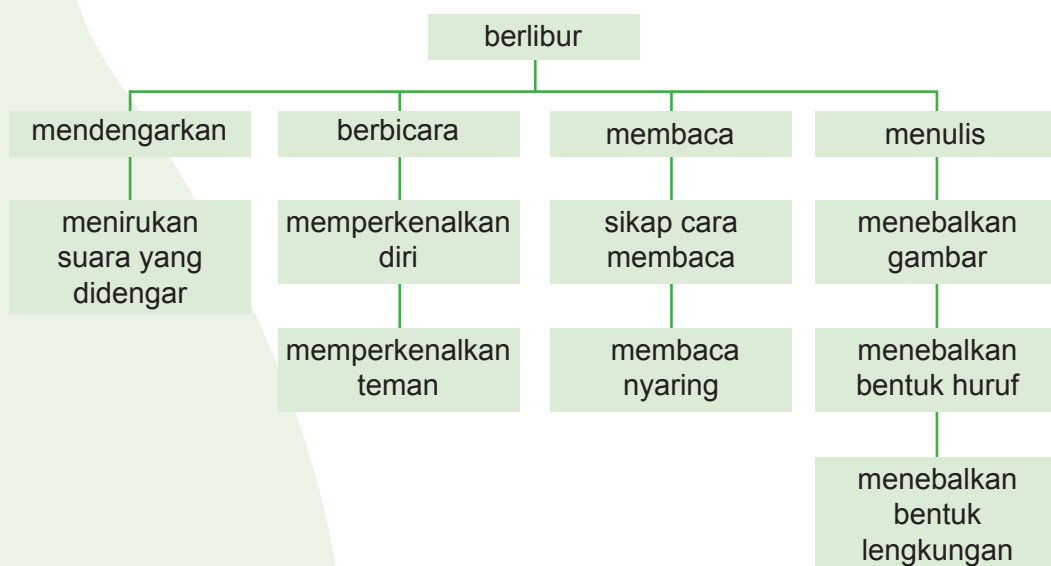 berlibur
mendengarkan
berbicara
membaca
menulis
menirukan
suara yang
didengar
memperkenalkan
diri
sikap cara
membaca
menebalkan
gambar
memperkenalkan
teman
membaca
nyaring
menebalkan
bentuk huruf
menebalkan
bentuk
lengkungan